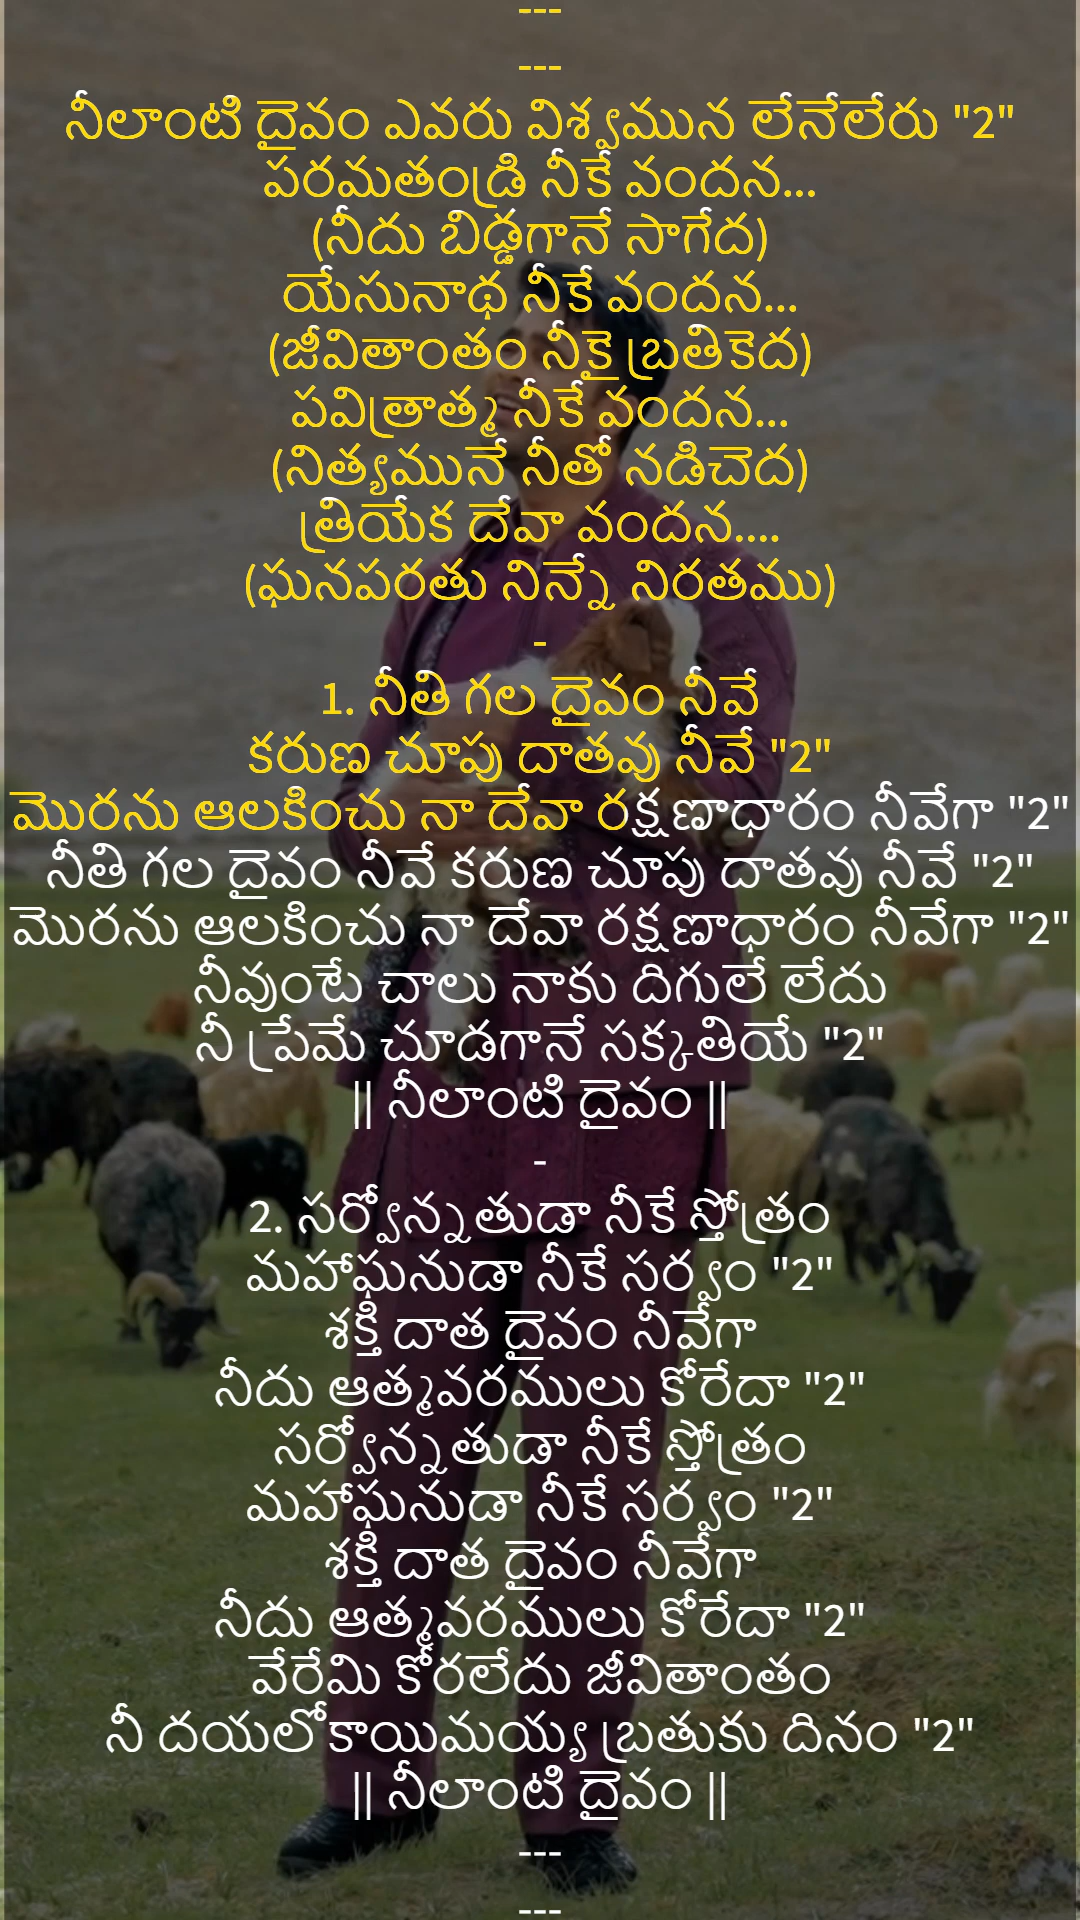 ---
---
నీలాంటి దైవం ఎవరు విశ్వమున లేనేలేరు "2"
పరమతండ్రి నీకే వందన...
(నీదు బిడ్డగానే సాగేద)
యేసునాథ నీకే వందన...
(జీవితాంతం నీకై బ్రతికెద)
పవిత్రాత్మ నీకే వందన...
(నిత్యమునే నీతో నడిచెద)
త్రియేక దేవా వందన....
(ఘనపరతు నిన్నే నిరతము)
-
1. నీతి గల దైవం నీవే
కరుణ చూపు దాతవు నీవే "2"
మొరను ఆలకించు నా దేవా రక్షణాధారం నీవేగా "2"
నీతి గల దైవం నీవే కరుణ చూపు దాతవు నీవే "2"
మొరను ఆలకించు నా దేవా రక్షణాధారం నీవేగా "2"
నీవుంటే చాలు నాకు దిగులే లేదు
నీ ప్రేమే చూడగానే సక్కతియే "2"
|| నీలాంటి దైవం ||
-
2. సర్వోన్నతుడా నీకే స్తోత్రం
మహాఘనుడా నీకే సర్వం "2"
శక్తి దాత దైవం నీవేగా
నీదు ఆత్మవరములు కోరేదా "2"
సర్వోన్నతుడా నీకే స్తోత్రం
మహాఘనుడా నీకే సర్వం "2"
శక్తి దాత దైవం నీవేగా
నీదు ఆత్మవరములు కోరేదా "2"
వేరేమి కోరలేదు జీవితాంతం
నీ దయలోకాయిమయ్య బ్రతుకు దినం "2"
|| నీలాంటి దైవం ||
---
---